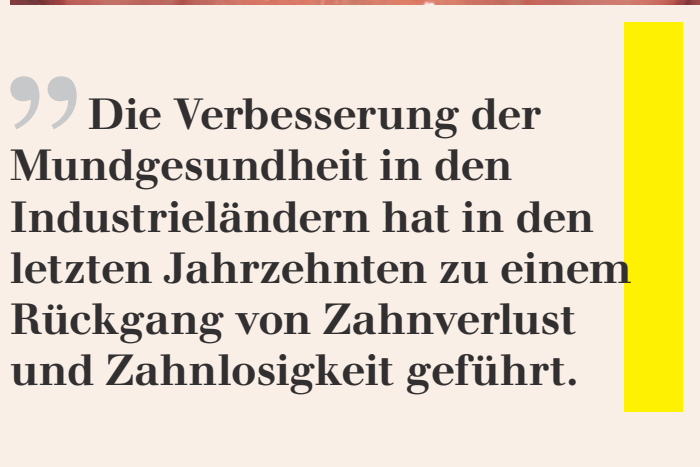 ” Die Verbesserung der
Mundgesundheit in den
Industrieländern hat in den
letzten Jahrzehnten zu einem
Rückgang von Zahnverlust
und Zahnlosigkeit geführt.